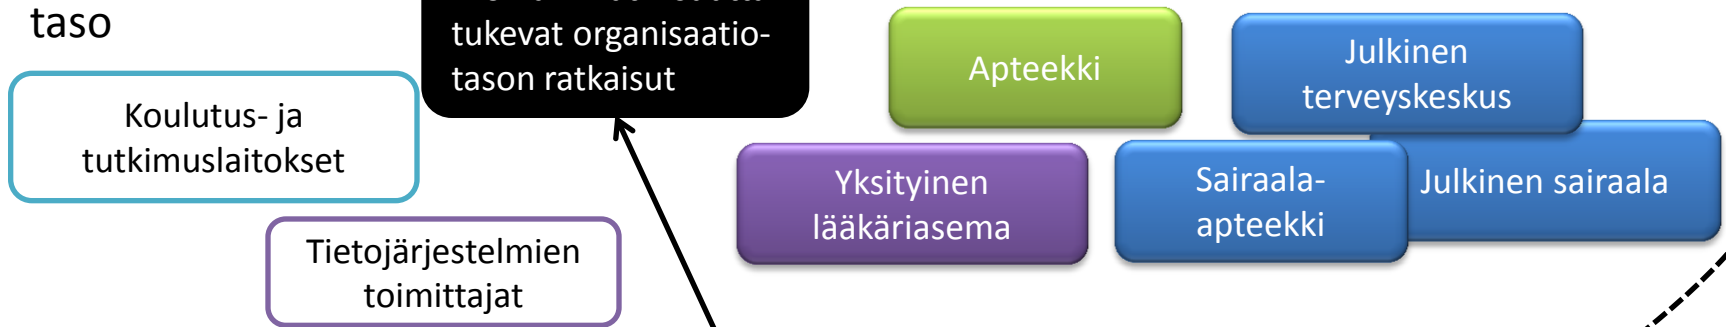 taso
tukevat organisaatio-
tason ratkaisut
Koulutus- ja
tutkimuslaitokset
Tietojärjestelmien
toimittajat
Apteekki
Julkinen
terveyskeskus
Yksityinen
lääkäriasema
Sairaala-
apteekki
Julkinen sairaala